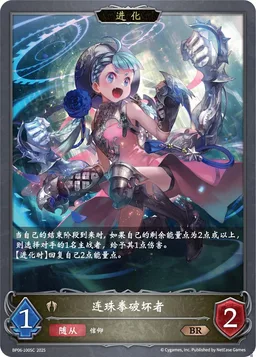 进化
当自己的结束阶段到来时,如果自己的剩余能量点为2点或以上,
则选择对手的1名主战者,给予其1点伤害。
【进化时】回复自己2点能量点。
连珠拳破坏者
1
随从
信仰
BR
2
BP06-109SC 2025
© Cygames, Inc. Published by NetEase Games